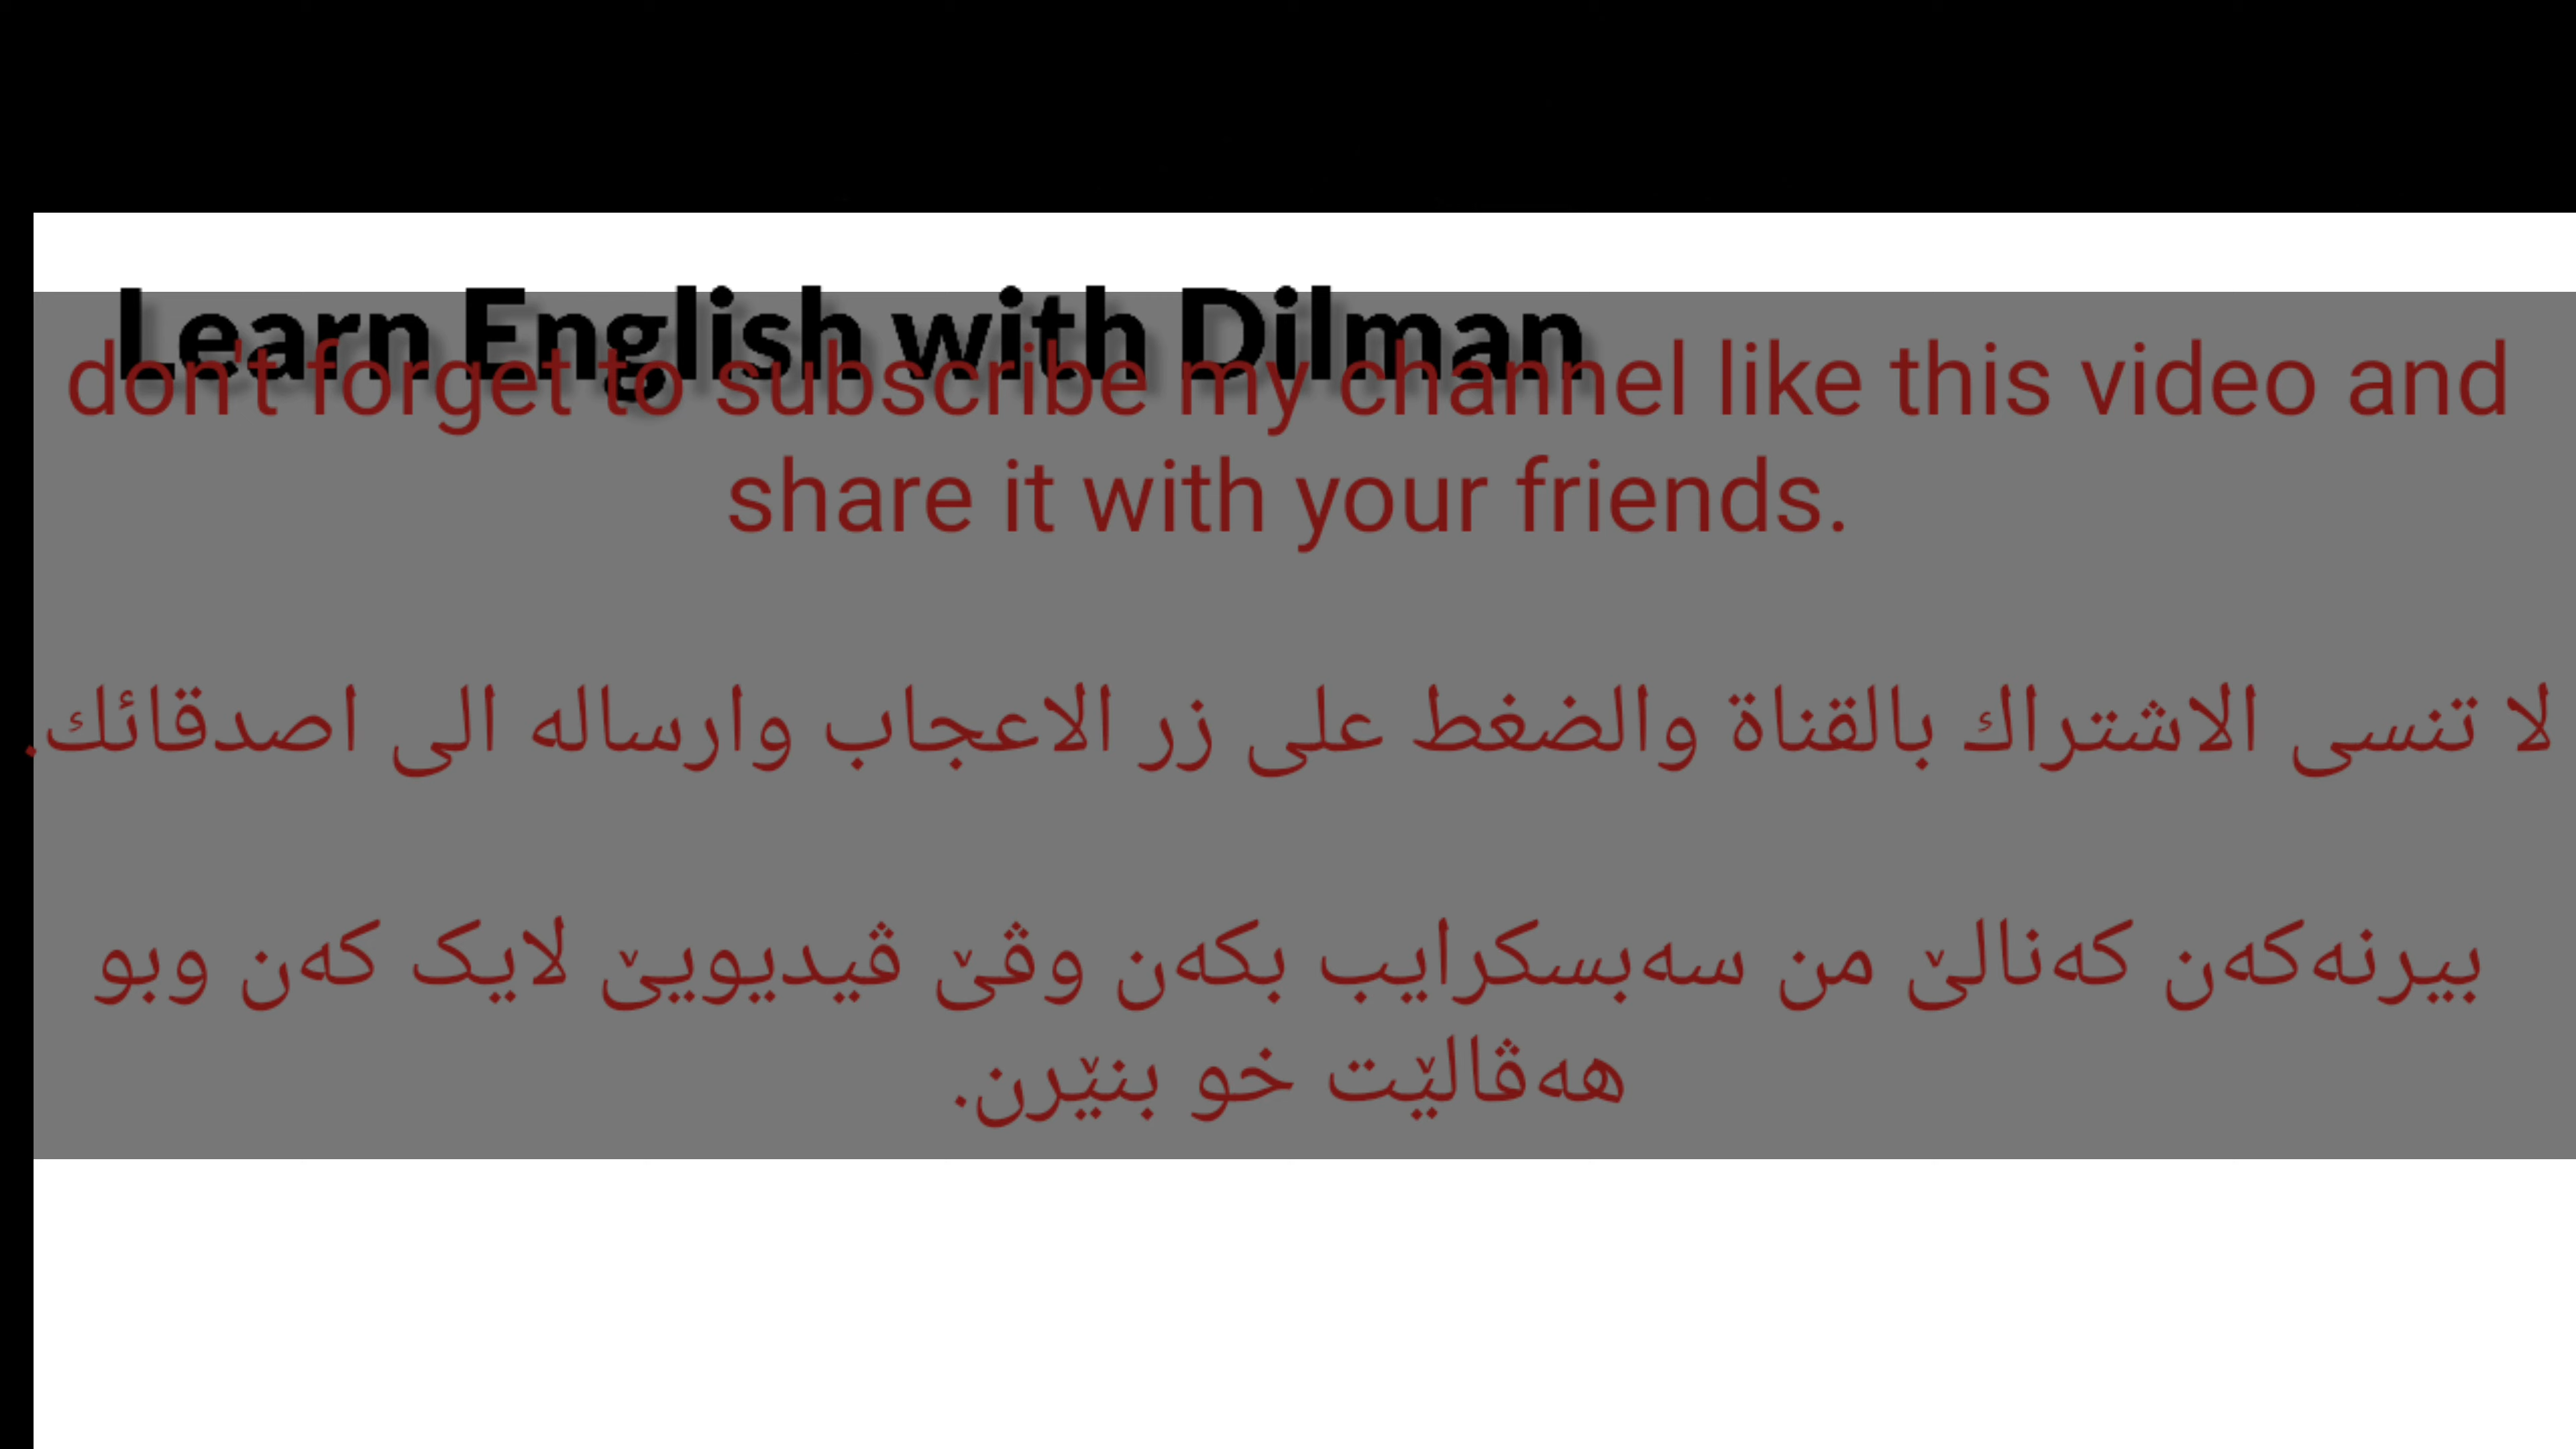 Learn English with Dilman
don't forget to subscribe my channel like this video and
share it with your friends.
لا تنسى الاشتراك بالقناة والضغط على زر الاعجاب وارساله الى اصدقائك.
بیرنەکەن کەنالێ من سەبسکرایب بکەن وڤێ ڤیدیویێ لایک کەن وبو
هەڤالێت خو بنێرن.